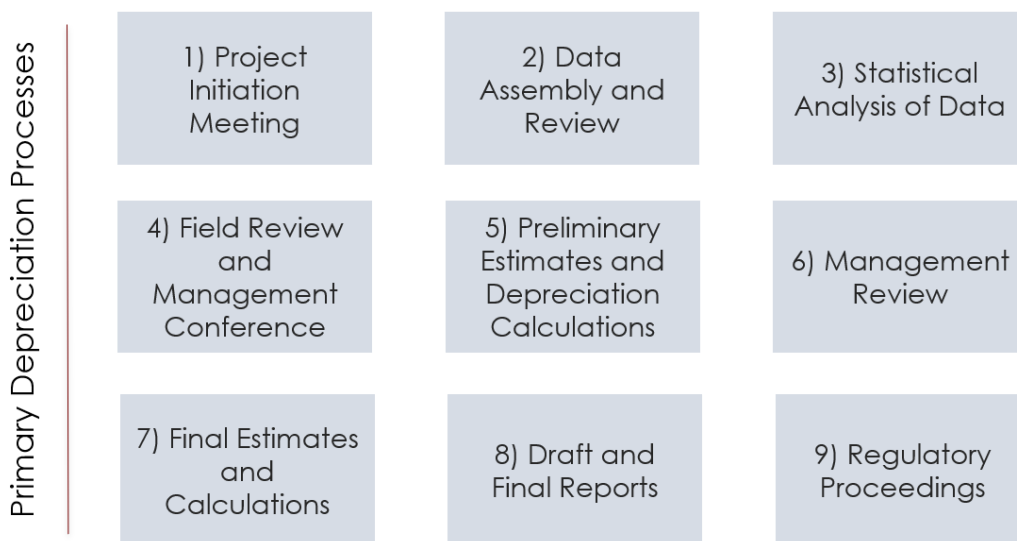 Primary Depreciation Processes
1) Project
Initiation
Meeting
2) Data
Assembly and
Review
3) Statistical
Analysis of Data
4) Field Review
and
Management
Conference
5) Preliminary
Estimates and
Depreciation
Calculations
6) Management
Review
7) Final Estimates
and
Calculations
8) Draft and
Final Reports
9) Regulatory
Proceedings